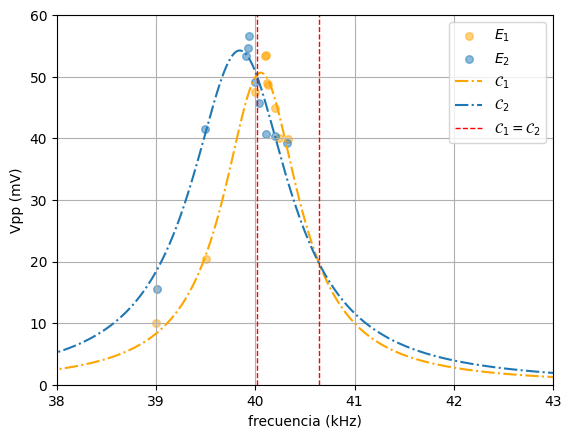 60
50
40
30
20
10
0
Vpp (mV)
E₁
E₂
𝒞₁
𝒞₂
𝒞₁ = 𝒞₂
38 39 40 41 42 43
frecuencia (kHz)